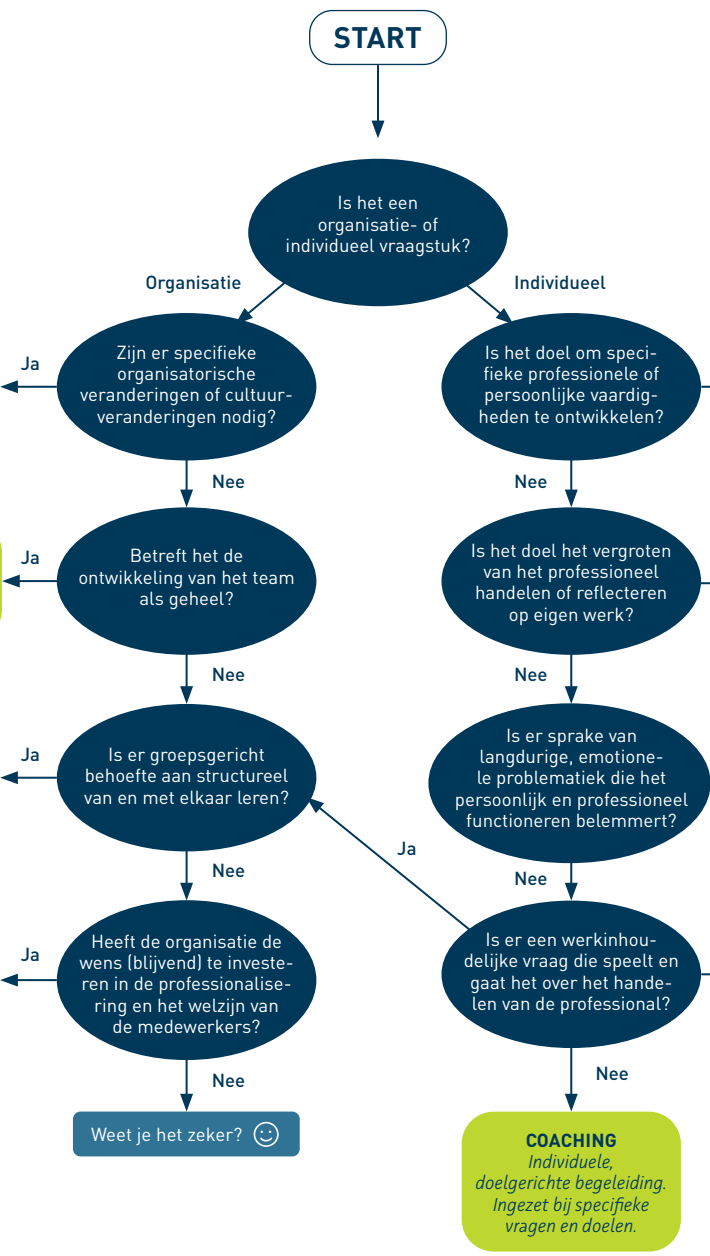 START
Is het een
organisatie- of
individueel vraagstuk?
Organisatie
Individueel
Ja
Zijn er specifieke
organisatorische
veranderingen of cultuur-
veranderingen nodig?
Is het doel om speci-
fieke professionele of
persoonlijke vaardig-
heden te ontwikkelen?
Nee
Nee
Ja
Betreft het de
ontwikkeling van het team
als geheel?
Is het doel het vergroten
van het professioneel
handelen of reflecteren
op eigen werk?
Nee
Nee
Ja
Is er groepsgericht
behoefte aan structureel
van en met elkaar leren?
Is er sprake van
langdurige, emotione-
le problematiek die het
persoonlijk en professioneel
functioneren belemmert?
Ja
Nee
Nee
Ja
Heeft de organisatie de
wens (blijvend) te investe-
ren in de professionalise-
ring en het welzijn van
de medewerkers?
Is er een werkinhou-
delijke vraag die speelt en
gaat het over het hande-
len van de professional?
Nee
Nee
Weet je het zeker?
COACHING
Individuele,
doelgerichte begeleiding.
Ingezet bij specifieke
vragen en doelen.